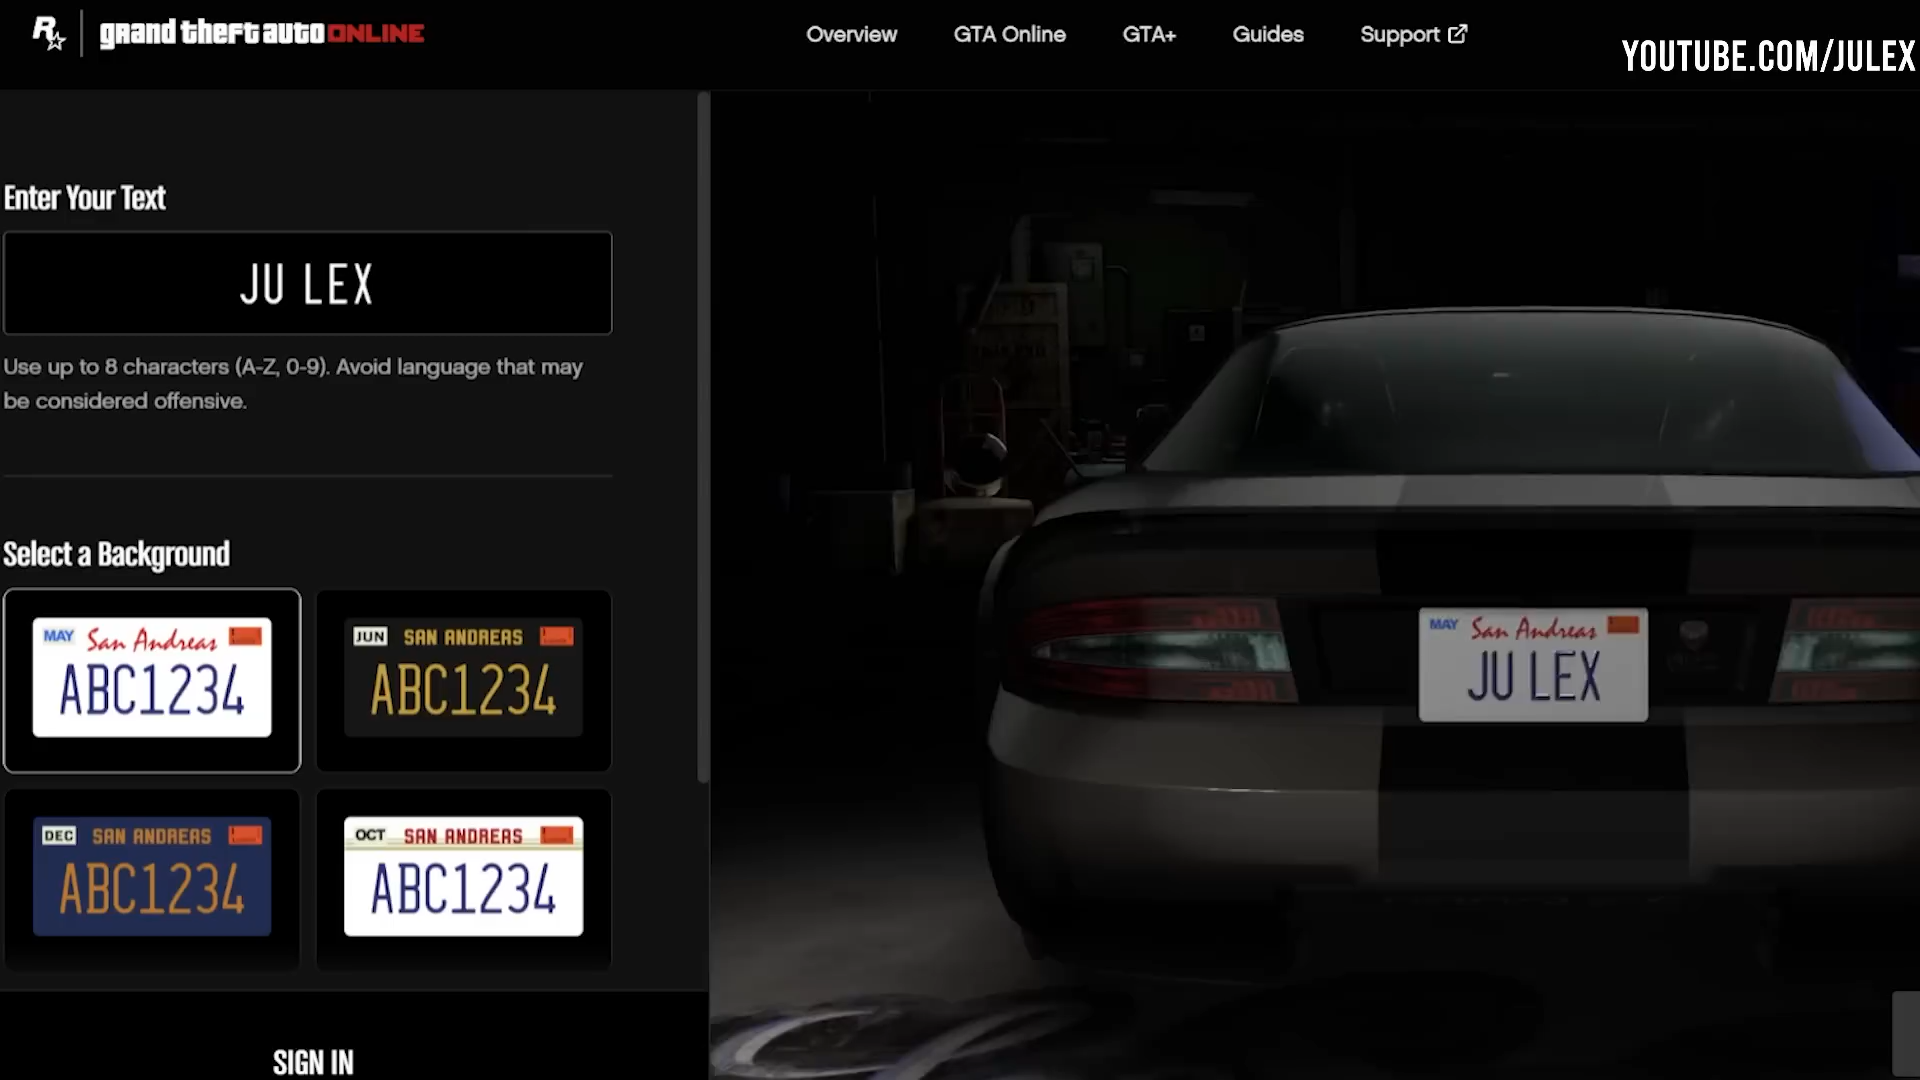 R grand theft auto ONLINE
Overview GTA Online GTA+ Guides Support
YOUTUBE.COM/JULEX
Enter Your Text
JU LEX
Use up to 8 characters (A-Z, 0-9). Avoid language that may
be considered offensive.
Select a Background
MAY San Andreas
ABC1234
JUN SAN ANDREAS
ABC1234
DEC SAN ANDREAS
ABC1234
OCT SAN ANDREAS
ABC1234
SIGN IN
MAY San Andreas
JU LEX